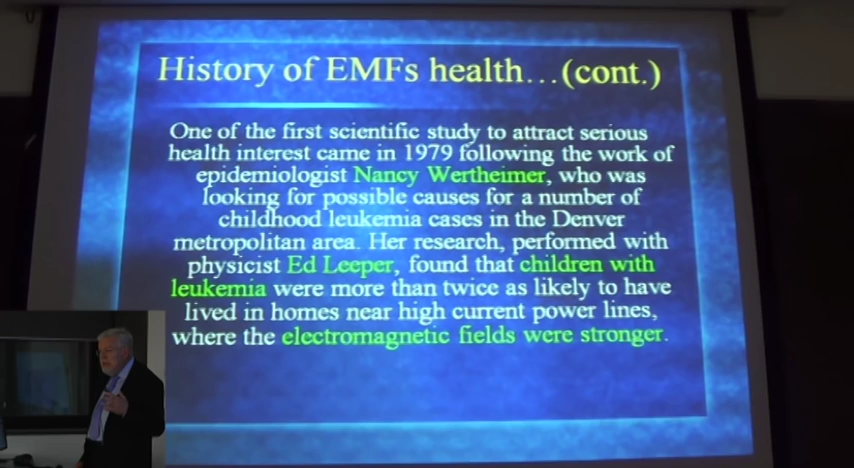 History of EMFs health…(cont.)
One of the first scientific study to attract serious
health interest came in 1979 following the work of
epidemiologist Nancy Wertheimer, who was
looking for possible causes for a number of
childhood leukemia cases in the Denver
metropolitan area. Her research, performed with
physicist Ed Leeper, found that children with
leukemia were more than twice as likely to have
lived in homes near high current power lines,
where the electromagnetic fields were stronger.